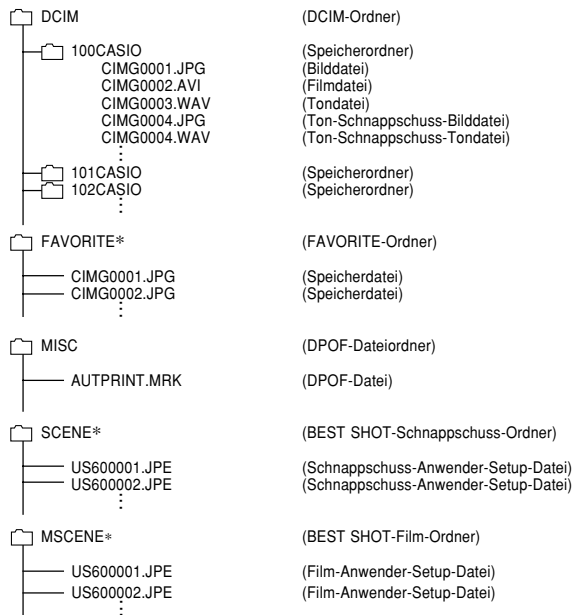 DCIM (DCIM-Ordner)
100CASIO (Speicherordner)
CIMG0001.JPG (Bilddatei)
CIMG0002.AVI (Filmdatei)
CIMG0003.WAV (Tondatei)
CIMG0004.JPG (Ton-Schnappschuss-Bilddatei)
CIMG0004.WAV (Ton-Schnappschuss-Tondatei)
101CASIO (Speicherordner)
102CASIO (Speicherordner)
FAVORITE* (FAVORITE-Ordner)
CIMG0001.JPG (Speicherdatei)
CIMG0002.JPG (Speicherdatei)
MISC (DPOF-Dateiordner)
AUTPRINT.MRK (DPOF-Datei)
SCENE* (BEST SHOT-Schnappschuss-Ordner)
US600001.JPE (Schnappschuss-Anwender-Setup-Datei)
US600002.JPE (Schnappschuss-Anwender-Setup-Datei)
MSCENE* (BEST SHOT-Film-Ordner)
US600001.JPE (Film-Anwender-Setup-Datei)
US600002.JPE (Film-Anwender-Setup-Datei)